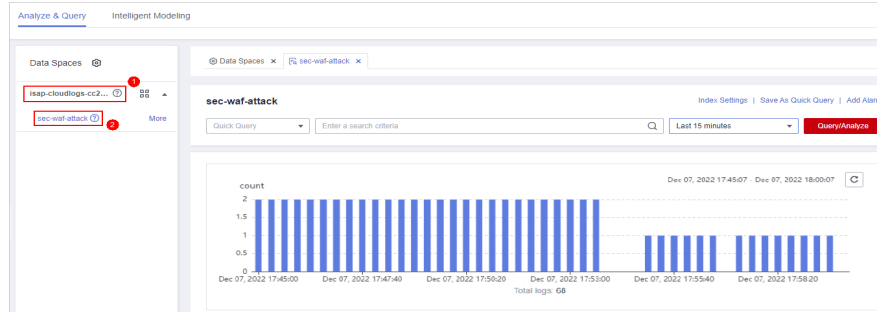 Analyze & Query
Intelligent Modeling
Data Spaces
Data Spaces ×
sec-waf-attack ×
1
isap-cloudlogs-cc2... ?
sec-waf-attack ?
2
More
sec-waf-attack
Index Settings | Save As Quick Query | Add Alarm
Quick Query
Enter a search criteria
Last 15 minutes
Query/Analyze
Dec 07, 2022 17:45:07 - Dec 07, 2022 18:00:07
count
2
1.5
1
0.5
0
Dec 07, 2022 17:45:00
Dec 07, 2022 17:47:40
Dec 07, 2022 17:50:20
Dec 07, 2022 17:53:00
Dec 07, 2022 17:55:40
Dec 07, 2022 17:58:20
Total logs: 68